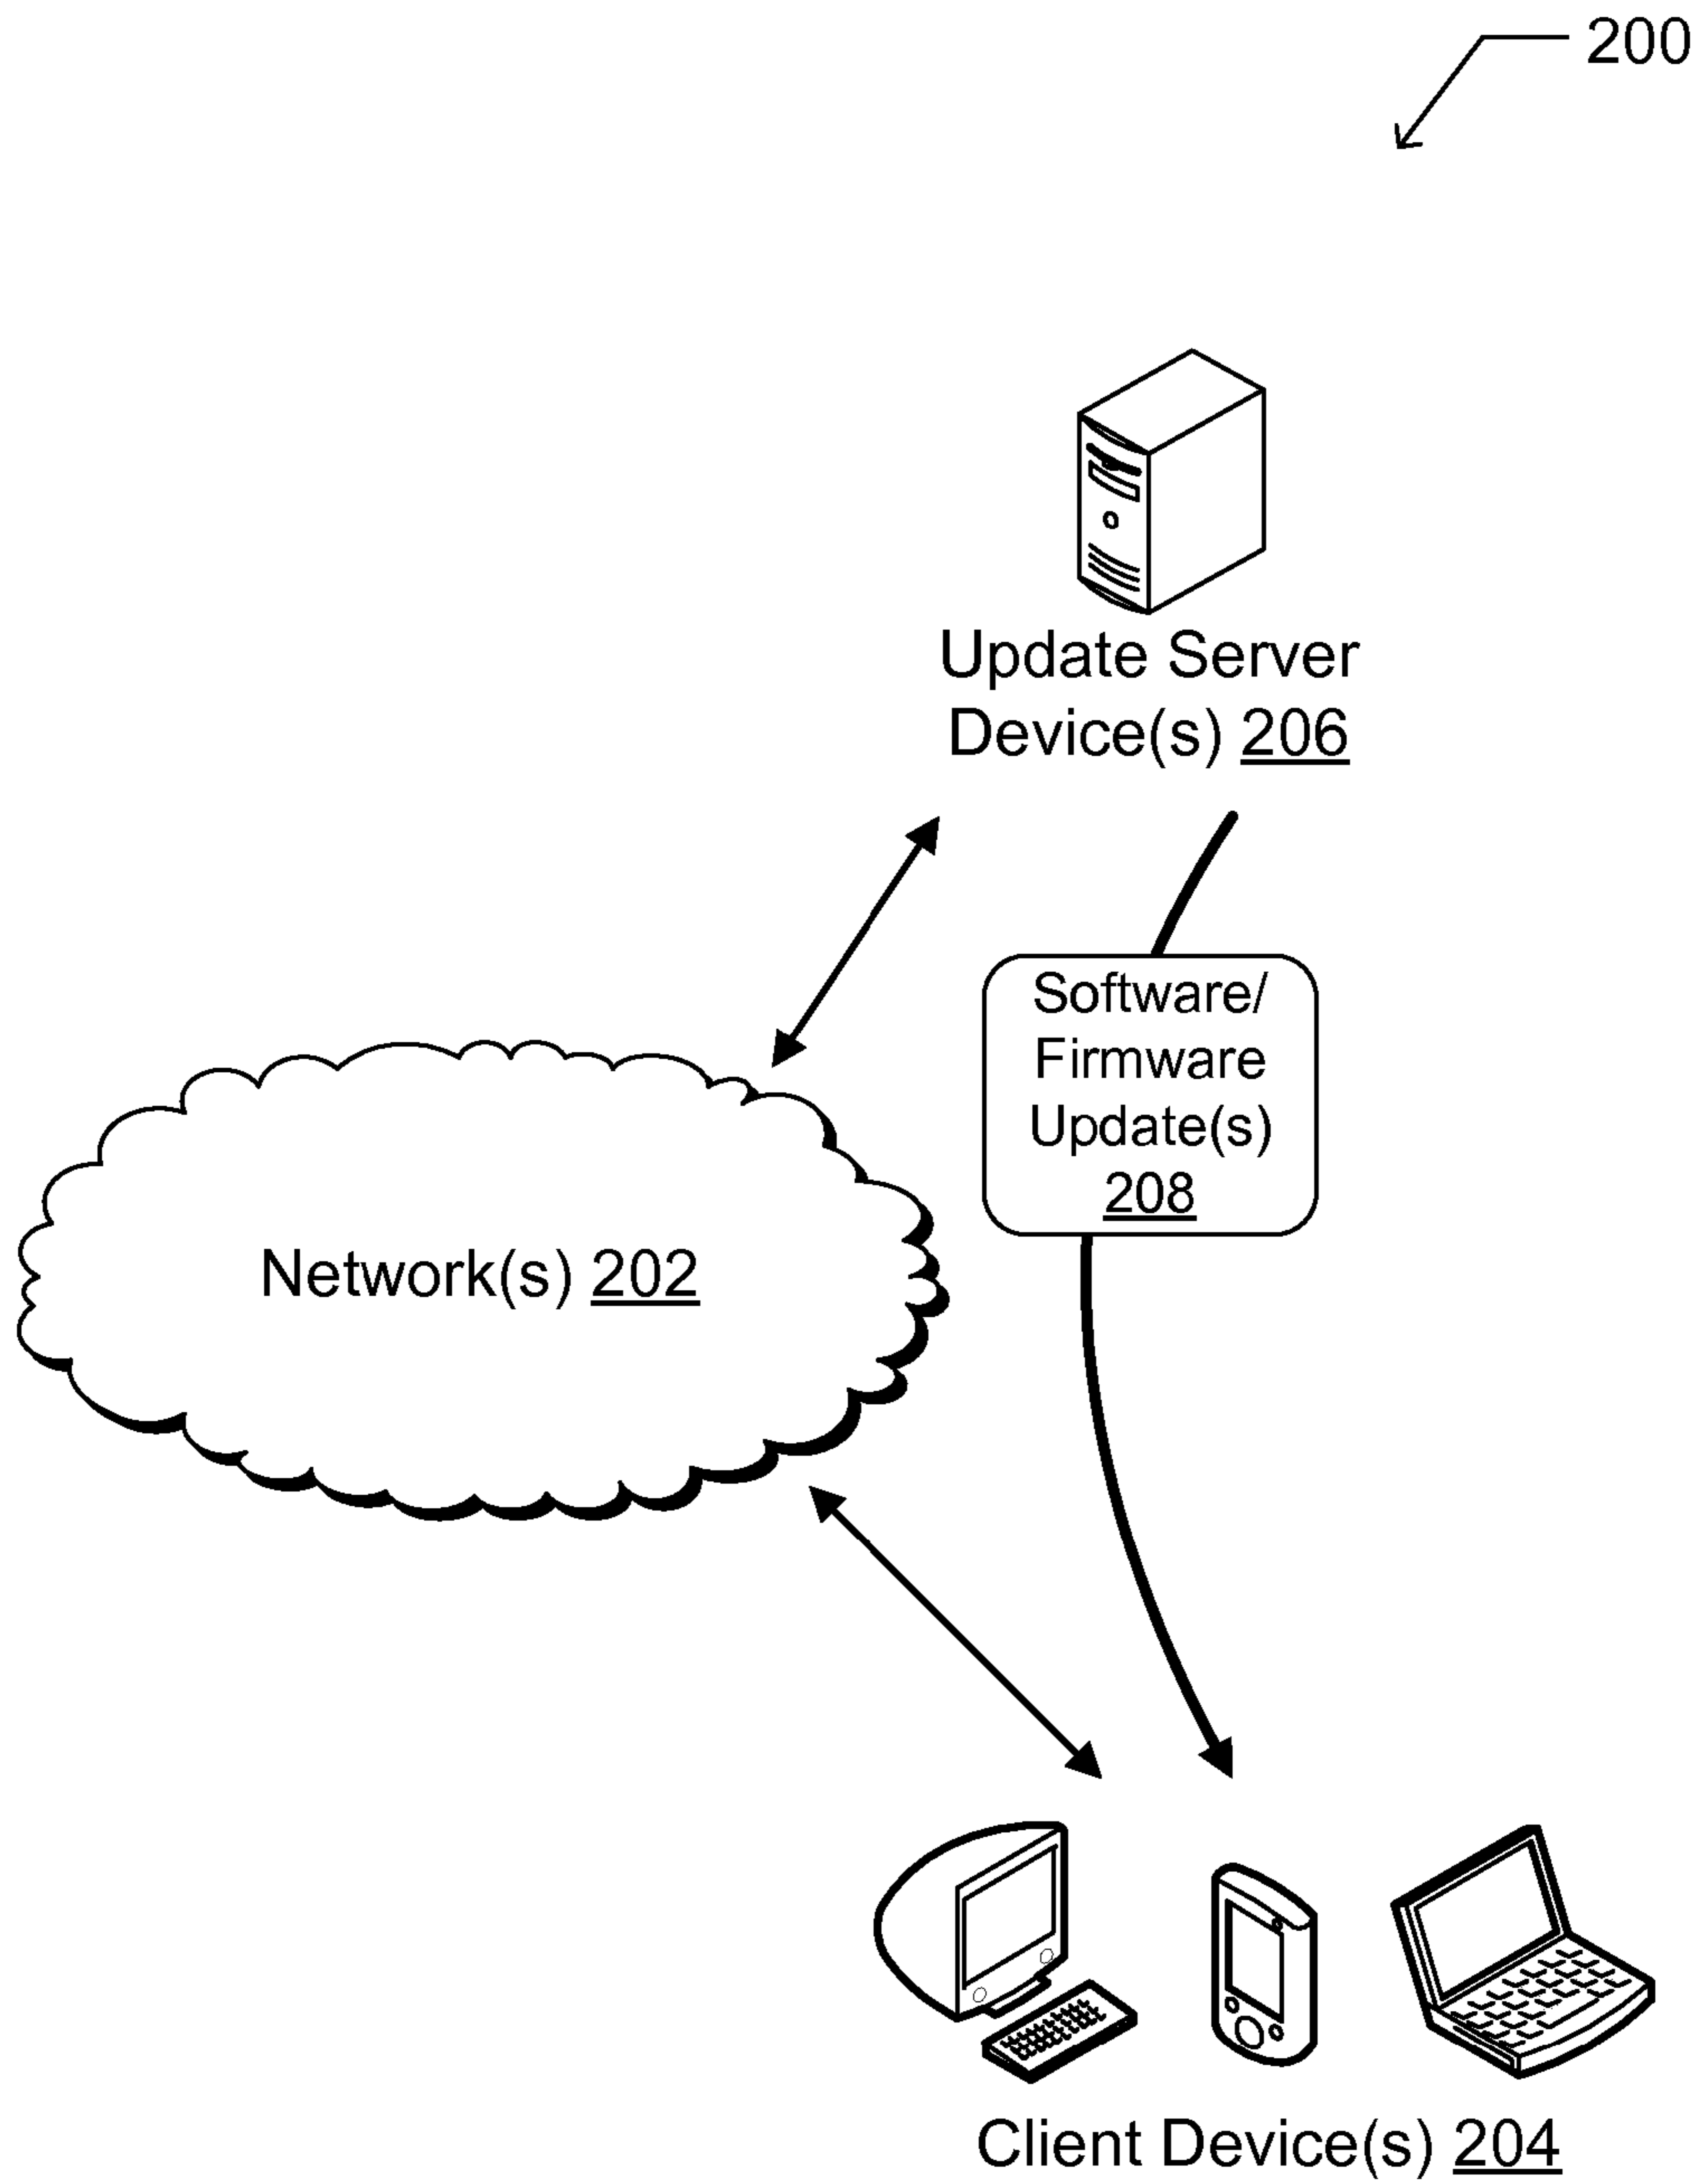 200
Update Server
Device(s) 206
Software/
Firmware
Update(s)
208
Network(s) 202
Client Device(s) 204